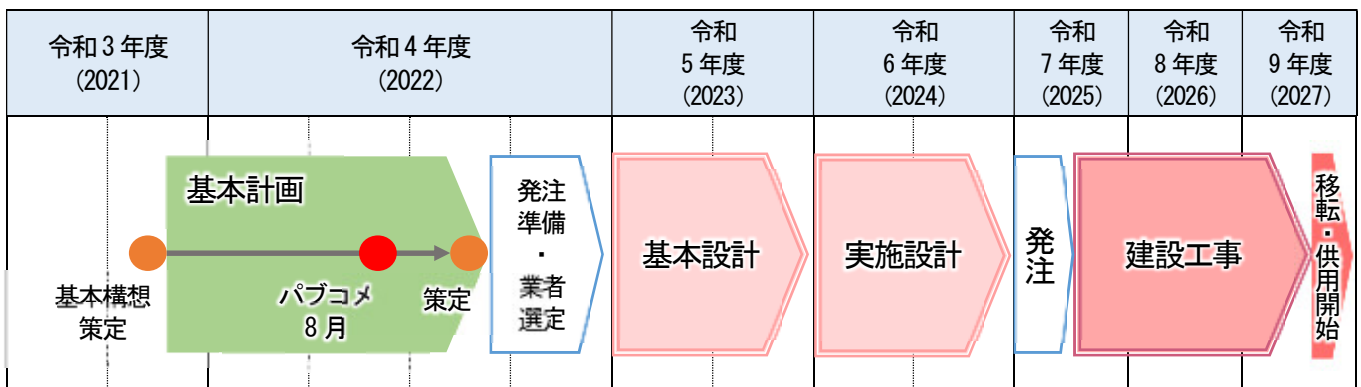 令和３年度
（2021）
令和４年度
（2022）
令和
５年度
（2023）
令和
６年度
（2024）
令和
７年度
（2025）
令和
８年度
（2026）
令和
９年度
（2027）
基本計画
基本構想
策定
パブコメ
８月
策定
発注
準備
・
業者
選定
基本設計
実施設計
発注
建設工事
移転・供用開始